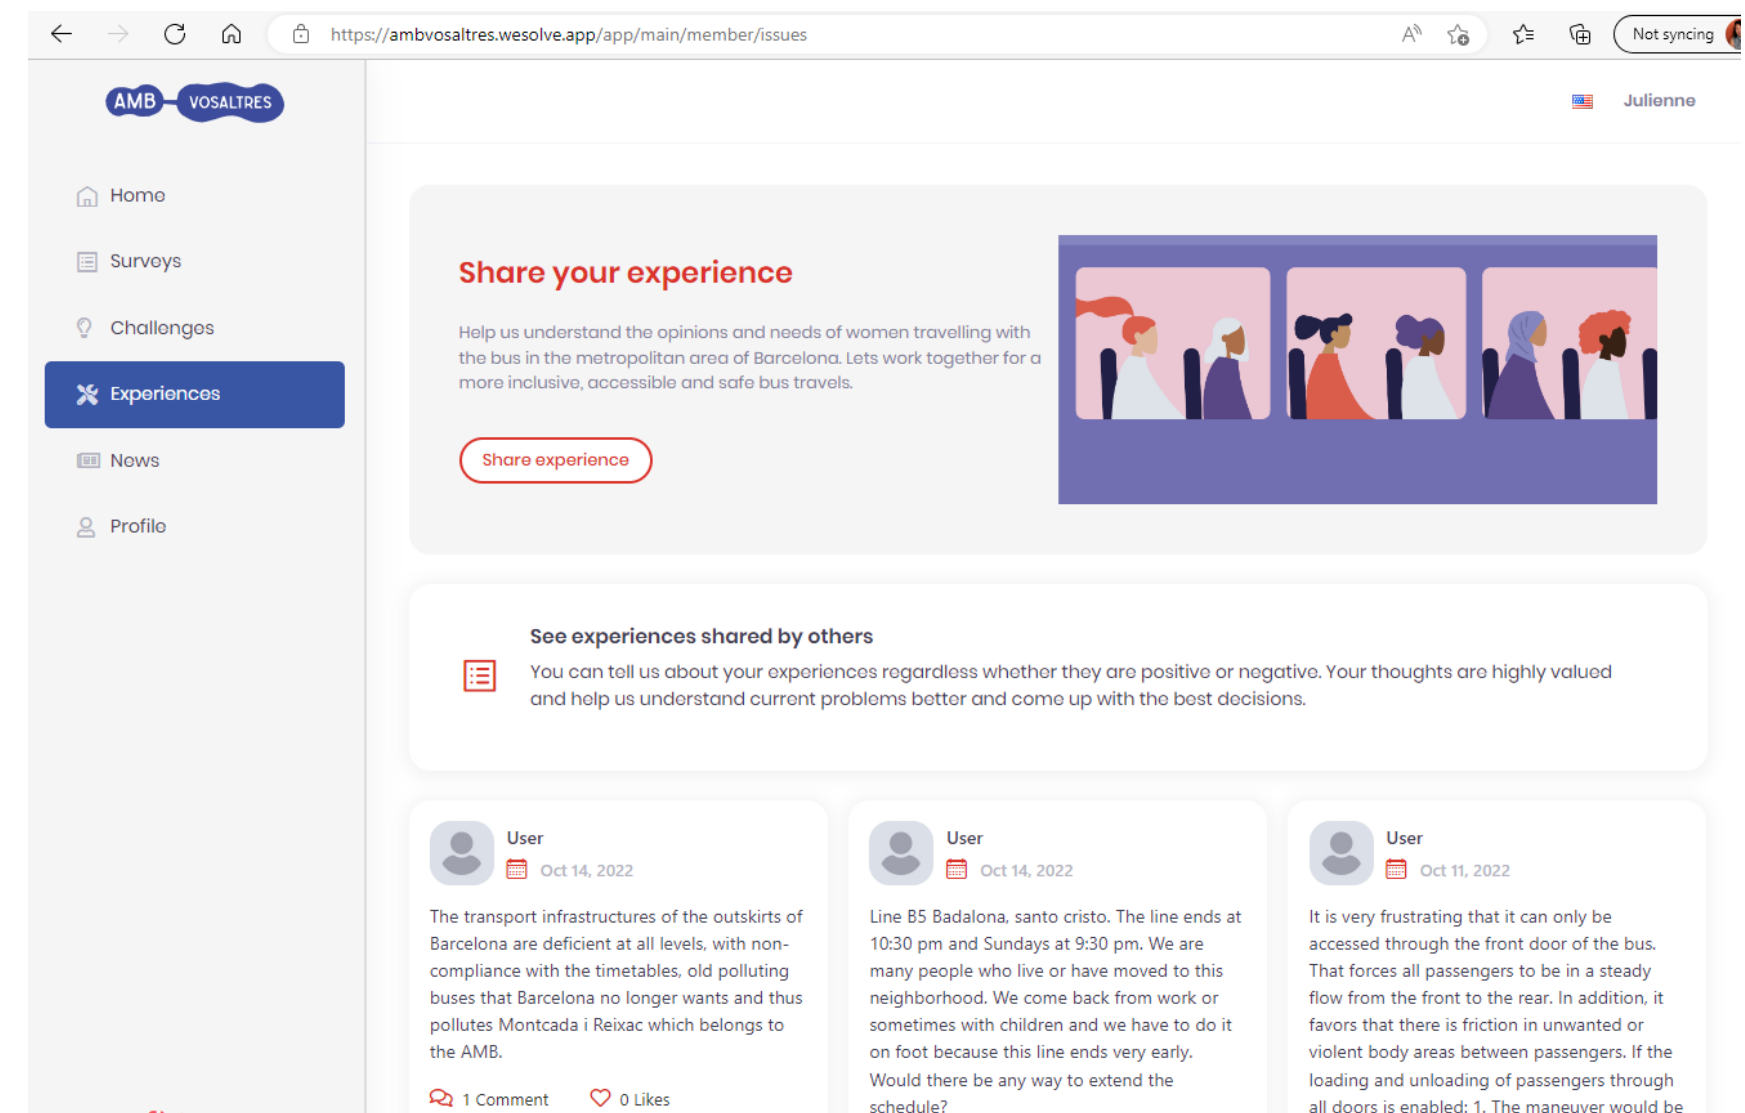 https://ambvosaltres.wesolve.app/app/main/member/issues
Not syncing
AMB VOSALTRES
Julienne
Home
Surveys
Challenges
Experiences
News
Profile
Share your experience
Help us understand the opinions and needs of women travelling with
the bus in the metropolitan area of Barcelona. Lets work together for a
more inclusive, accessible and safe bus travels.
Share experience
See experiences shared by others
You can tell us about your experiences regardless whether they are positive or negative. Your thoughts are highly valued
and help us understand current problems better and come up with the best decisions.
User
Oct 14, 2022
The transport infrastructures of the outskirts of
Barcelona are deficient at all levels, with non-
compliance with the timetables, old polluting
buses that Barcelona no longer wants and thus
pollutes Montcada i Reixac which belongs to
the AMB.
1 Comment
0 Likes
User
Oct 14, 2022
Line B5 Badalona, santo cristo. The line ends at
10:30 pm and Sundays at 9:30 pm. We are
many people who live or have moved to this
neighborhood. We come back from work or
sometimes with children and we have to do it
on foot because this line ends very early.
Would there be any way to extend the
schedule?
User
Oct 11, 2022
It is very frustrating that it can only be
accessed through the front door of the bus.
That forces all passengers to be in a steady
flow from the front to the rear. In addition, it
favors that there is friction in unwanted or
violent body areas between passengers. If the
loading and unloading of passengers through
all doors is enabled: 1. The maneuver would be